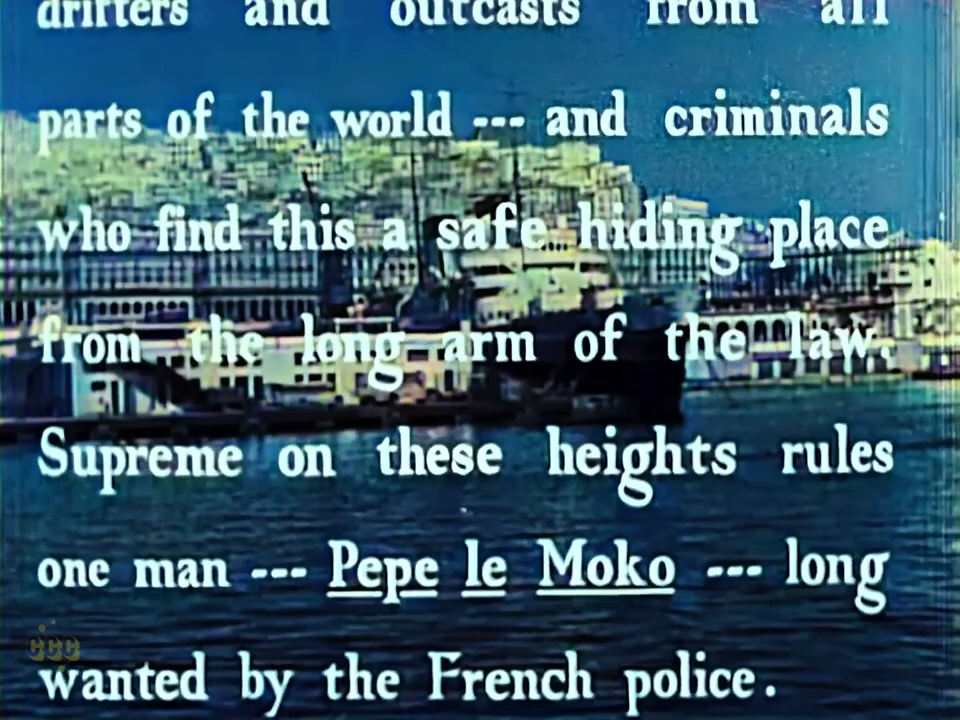 drifters and outcasts from all
parts of the world --- and criminals
who find this a safe hiding place
from the long arm of the law.
Supreme on these heights rules
one man --- Pepe le Moko --- long
wanted by the French police.
CCC